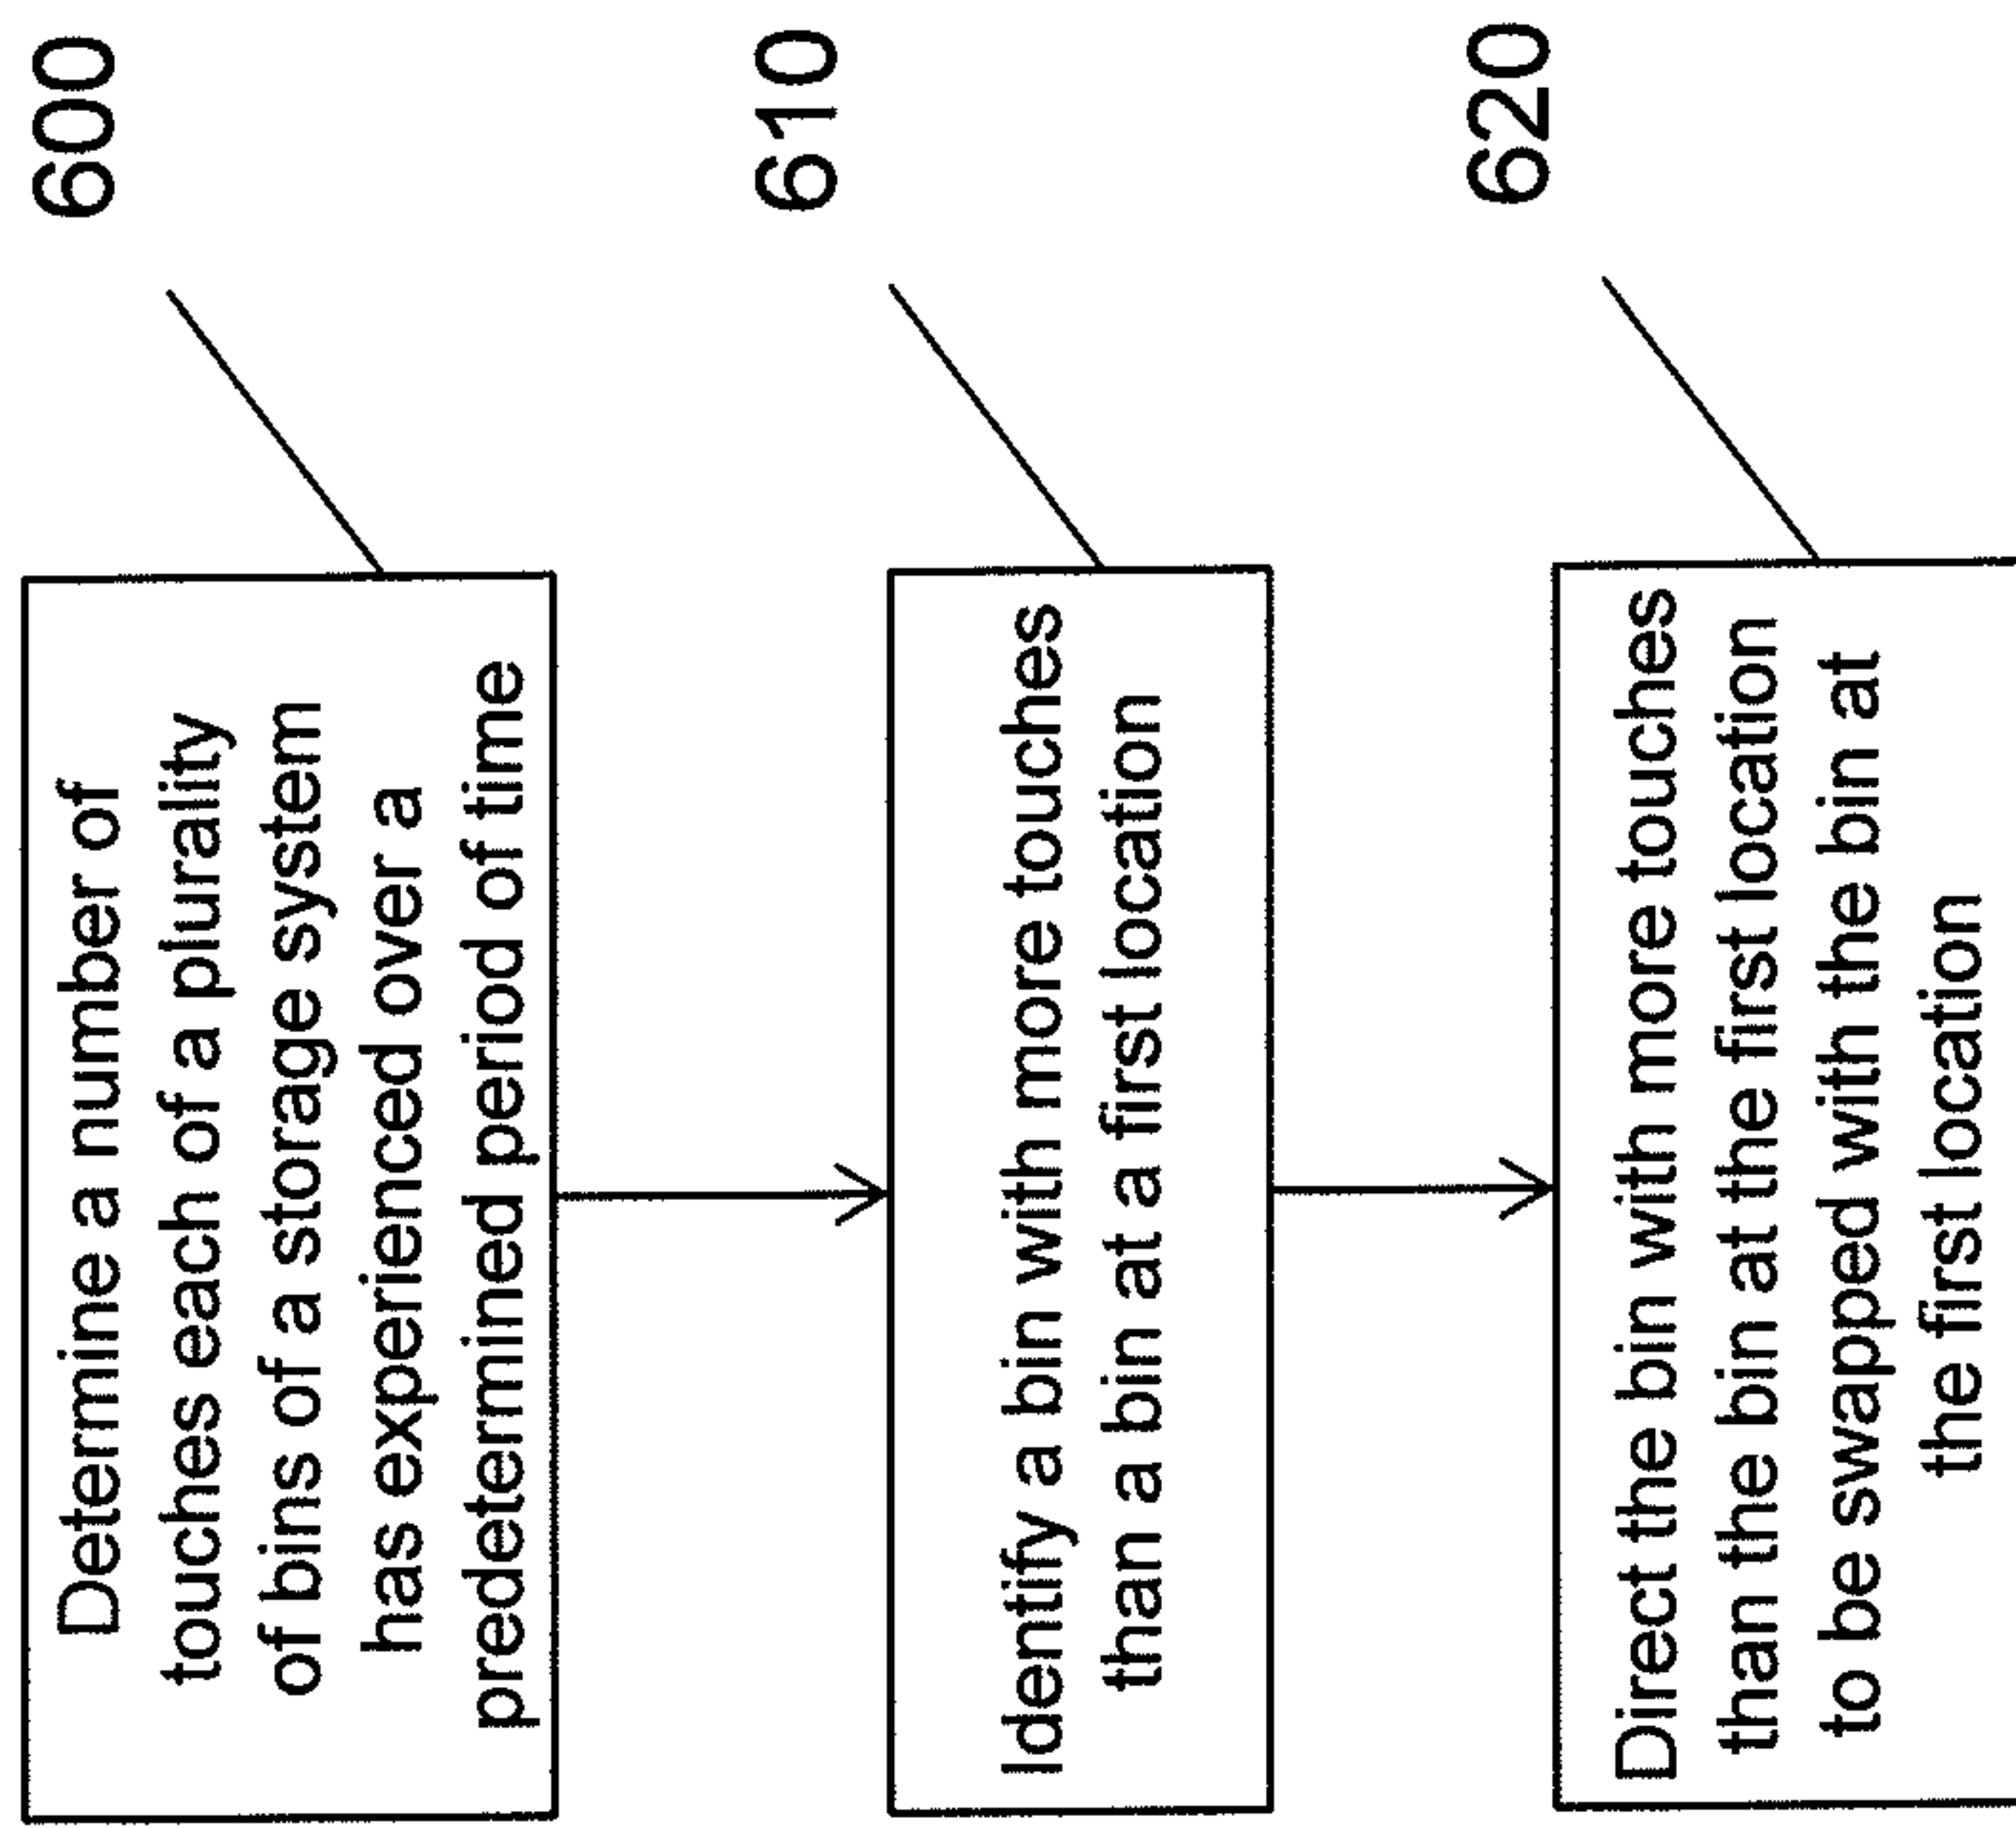 Determine a number of
touches each of a plurality
of bins of a storage system
has experienced over a
predetermined period of time
600
Identify a bin with more touches
than a bin at a first location
610
Direct the bin with more touches
than the bin at the first location
to be swapped with the bin at
the first location
620